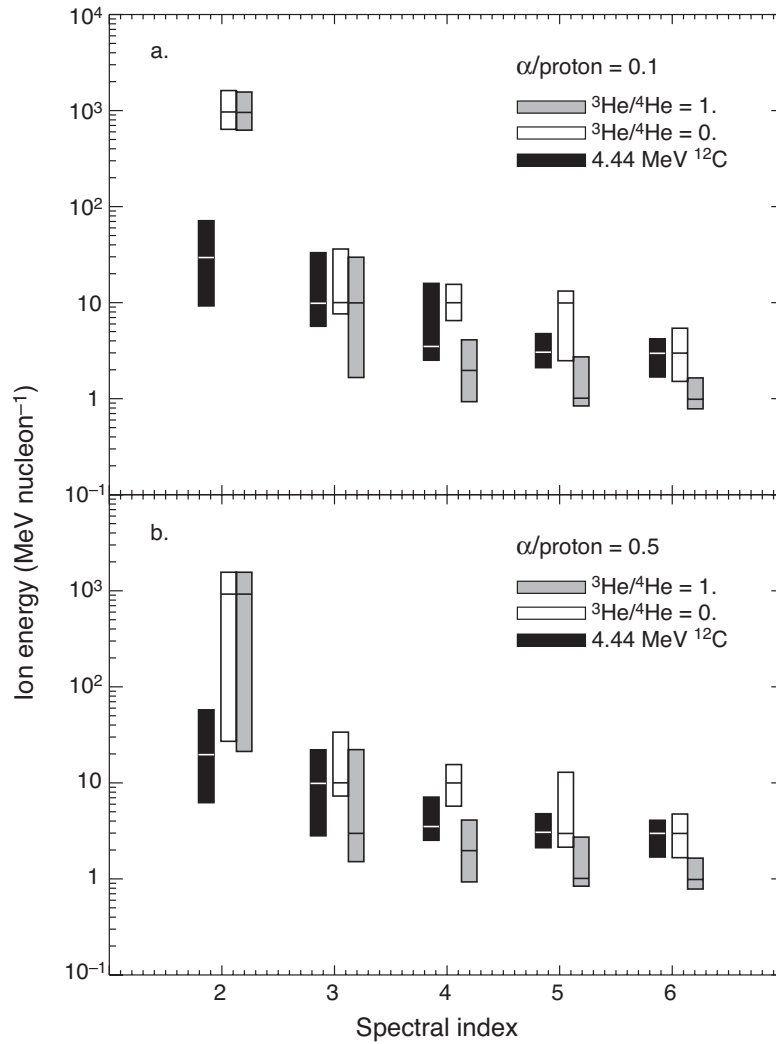 Ion energy (MeV nucleon⁻¹)
10⁴
10³
10²
10
1
10⁻¹
a.
α/proton = 0.1
³He/⁴He = 1.
³He/⁴He = 0.
4.44 MeV ¹²C
10³
10²
10
1
10⁻¹
b.
α/proton = 0.5
³He/⁴He = 1.
³He/⁴He = 0.
4.44 MeV ¹²C
2 3 4 5 6
Spectral index